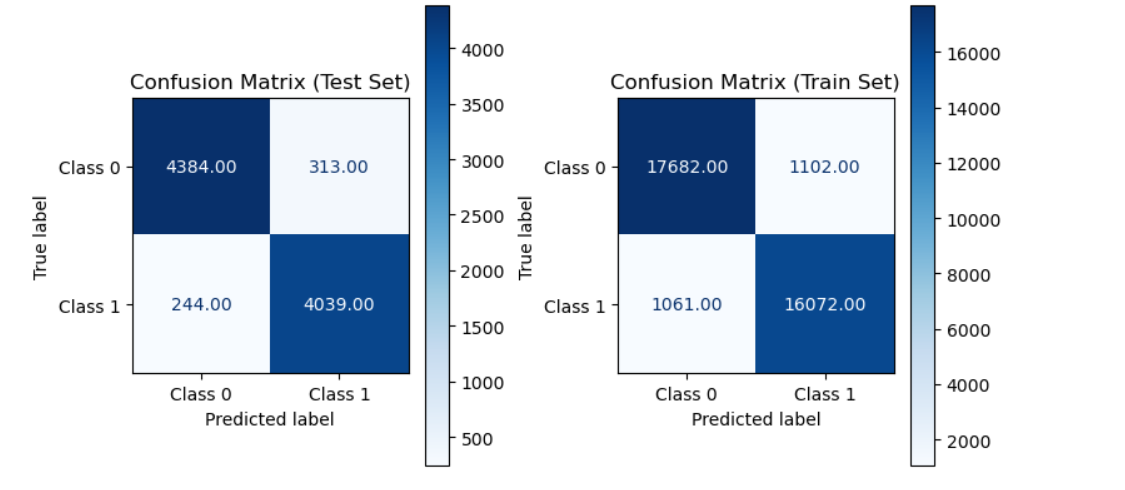 Confusion Matrix (Test Set)
Class 0
Class 1
True label
4384.00 313.00
244.00 4039.00
Class 0 Class 1
Predicted label
4000
3500
3000
2500
2000
1500
1000
500
Confusion Matrix (Train Set)
Class 0
Class 1
True label
17682.00 1102.00
1061.00 16072.00
Class 0 Class 1
Predicted label
16000
14000
12000
10000
8000
6000
4000
2000